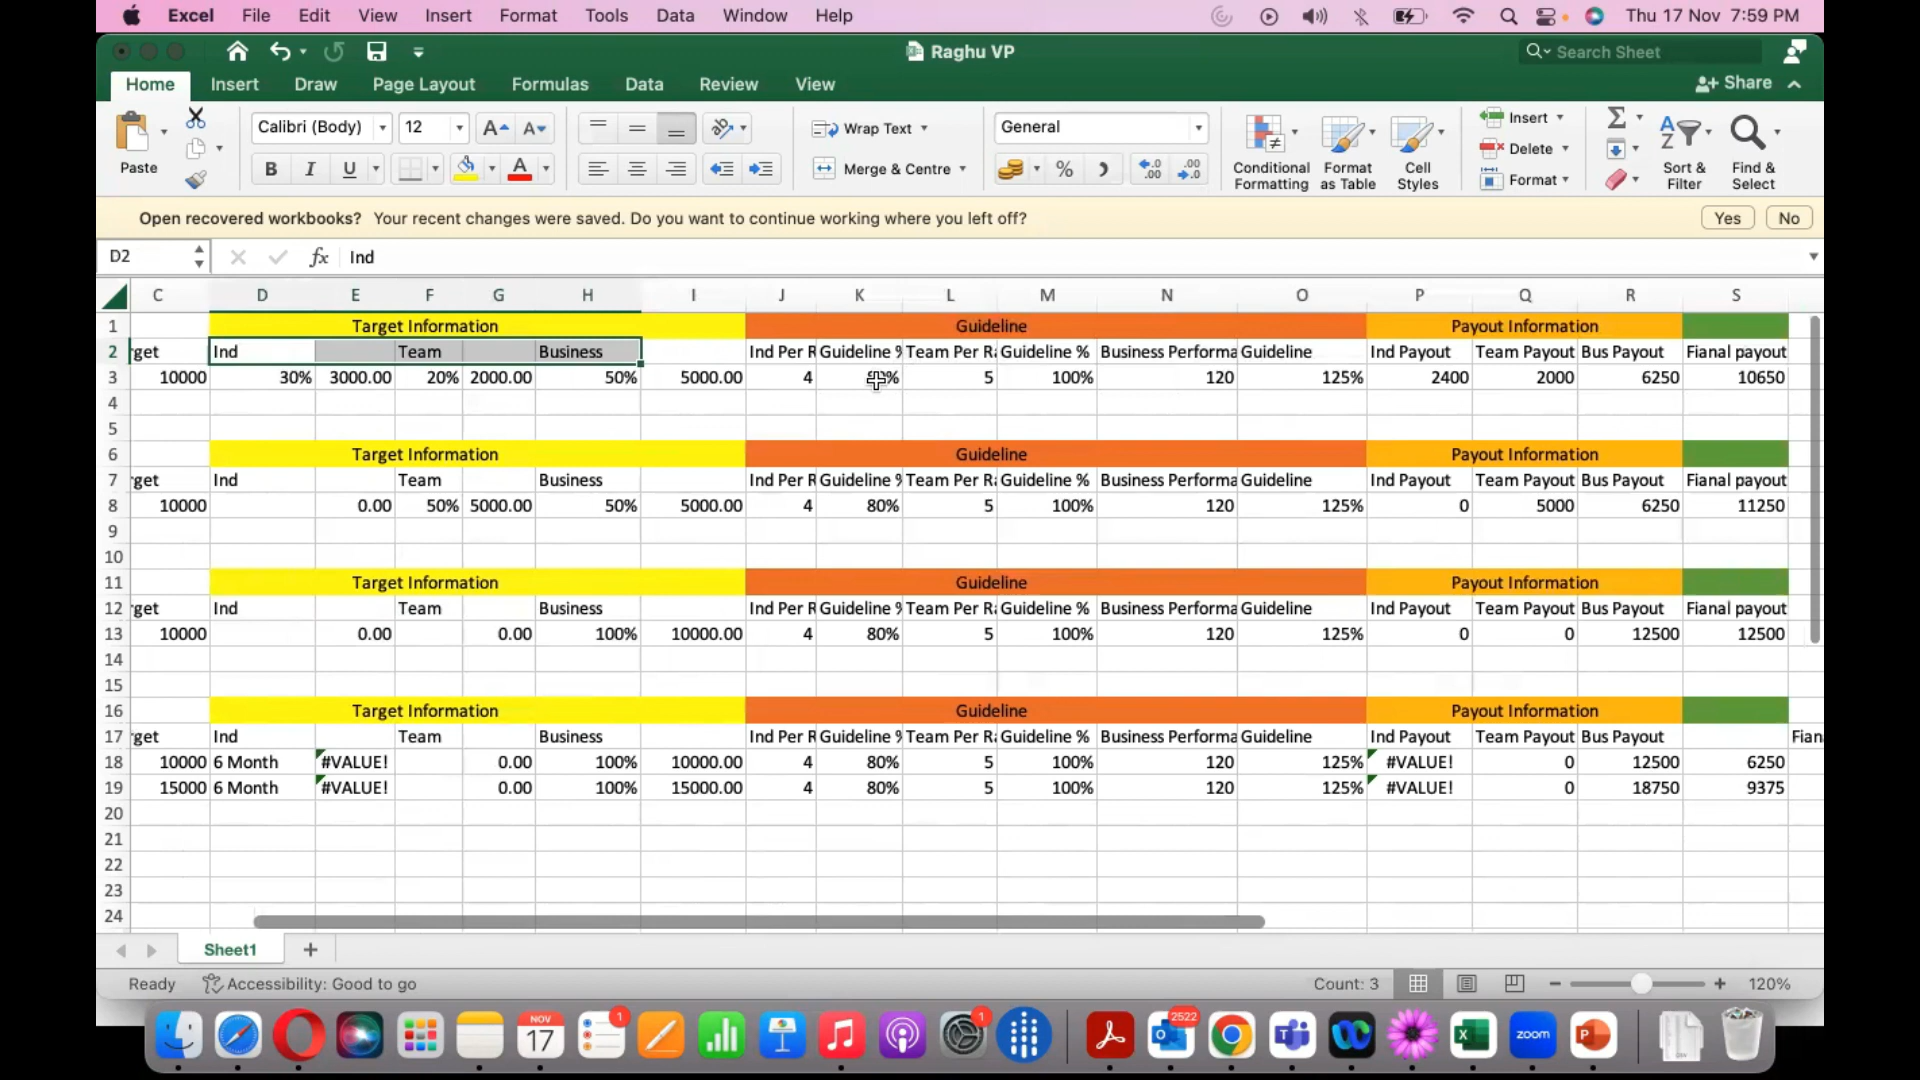 Excel File Edit View Insert Format Tools Data Window Help Thu 17 Nov 7:59 PM
Raghu VP Search Sheet
Home Insert Draw Page Layout Formulas Data Review View Share
Paste Calibri (Body) 12 Wrap Text General Insert
Delete
B I U Merge & Centre % Conditional Formatting Format as Table Cell Styles Format Sort & Filter Find & Select
Open recovered workbooks? Your recent changes were saved. Do you want to continue working where you left off? Yes No
D2 fx Ind
C D E F G H I J K L M N O P Q R S
1 Target Information Guideline Payout Information
2 rget Ind Team Business Ind Per R Guideline % Team Per Ra Guideline % Business Performa Guideline Ind Payout Team Payout Bus Payout Fianal payout
3 10000 30% 3000.00 20% 2000.00 50% 5000.00 4 5 100% 120 125% 2400 2000 6250 10650
4
5
6 Target Information Guideline Payout Information
7 rget Ind Team Business Ind Per R Guideline % Team Per Ra Guideline % Business Performa Guideline Ind Payout Team Payout Bus Payout Fianal payout
8 10000 0.00 50% 5000.00 50% 5000.00 4 80% 5 100% 120 125% 0 5000 6250 11250
9
10
11 Target Information Guideline Payout Information
12 rget Ind Team Business Ind Per R Guideline % Team Per Ra Guideline % Business Performa Guideline Ind Payout Team Payout Bus Payout Fianal payout
13 10000 0.00 0.00 100% 10000.00 4 80% 5 100% 120 125% 0 0 12500 12500
14
15
16 Target Information Guideline Payout Information
17 rget Ind Team Business Ind Per R Guideline % Team Per Ra Guideline % Business Performa Guideline Ind Payout Team Payout Bus Payout Fian
18 10000 6 Month #VALUE! 0.00 100% 10000.00 4 80% 5 100% 120 125% #VALUE! 0 12500 6250
19 15000 6 Month #VALUE! 0.00 100% 15000.00 4 80% 5 100% 120 125% #VALUE! 0 18750 9375
20
21
22
23
24
Sheet1
Ready Accessibility: Good to go Count: 3 120%
NOV 17 1 1 2522 zoom